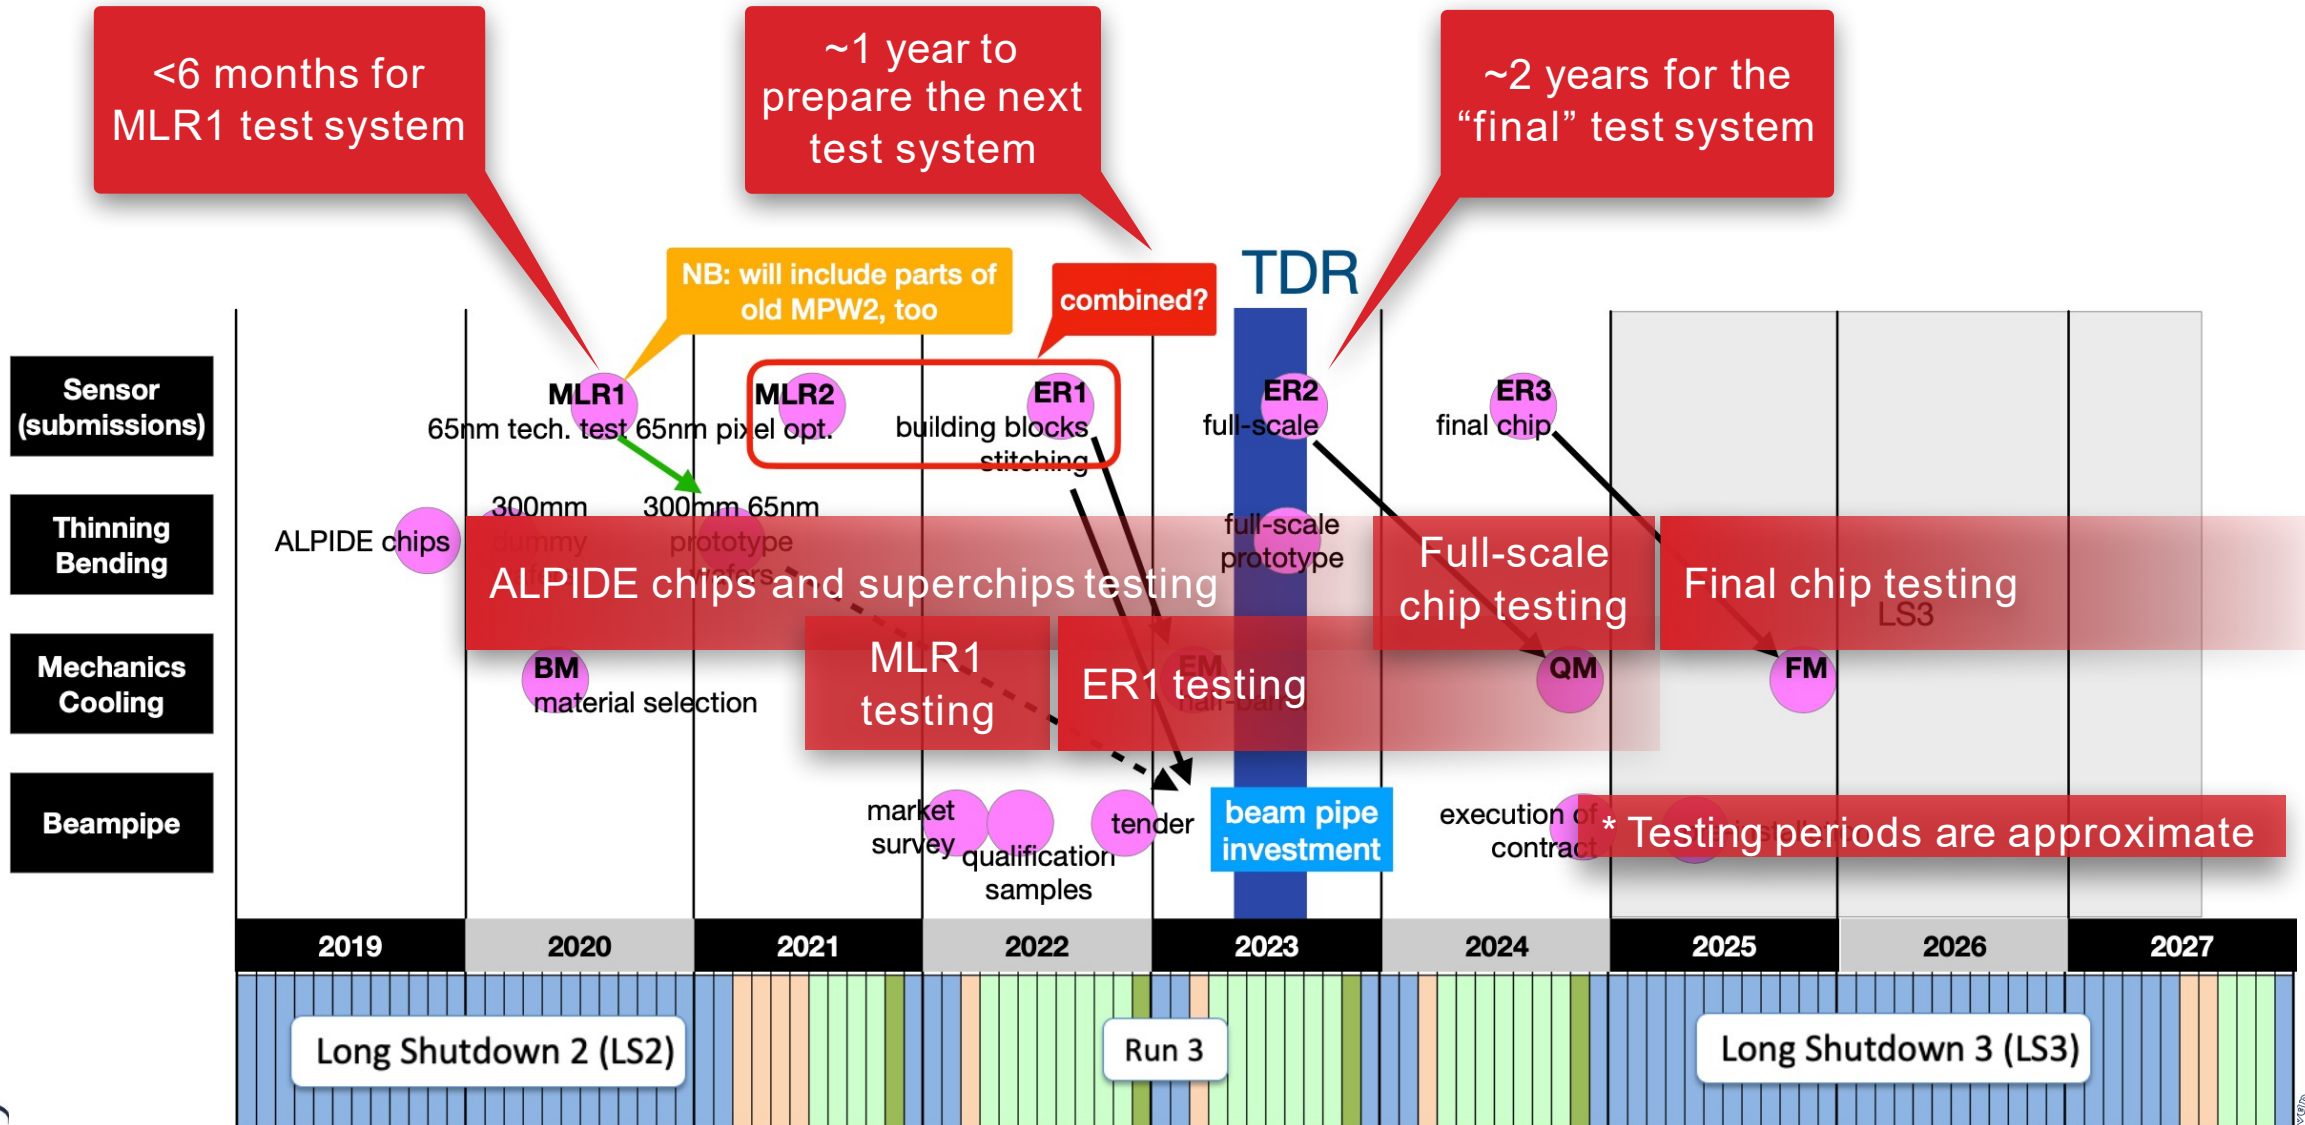 <6 months for
MLR1 test system
~1 year to
prepare the next
test system
~2 years for the
“final” test system
NB: will include parts of
old MPW2, too
combined?
TDR
Sensor
(submissions)
MLR1
65nm tech. test
MLR2
65nm pixel opt.
ER1
building blocks
stitching
ER2
full-scale
ER3
final chip
Thinning
Bending
ALPIDE chips
300mm
dummy
300mm 65nm
prototype
wafers
full-scale
prototype
ALPIDE chips and superchips testing
Full-scale
chip testing
Final chip testing
LS3
Mechanics
Cooling
BM
material selection
MLR1
testing
EM
ER1 testing
QM
FM
Beampipe
market
survey
qualification
samples
tender
beam pipe
investment
execution of
contract
* Testing periods are approximate
2019
2020
2021
2022
2023
2024
2025
2026
2027
Long Shutdown 2 (LS2)
Run 3
Long Shutdown 3 (LS3)